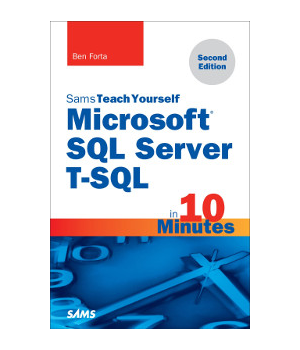 Ben Forta
Second
Edition
Sams Teach Yourself
Microsoft®
SQL Server
T-SQL
in 10
Minutes
SAMS